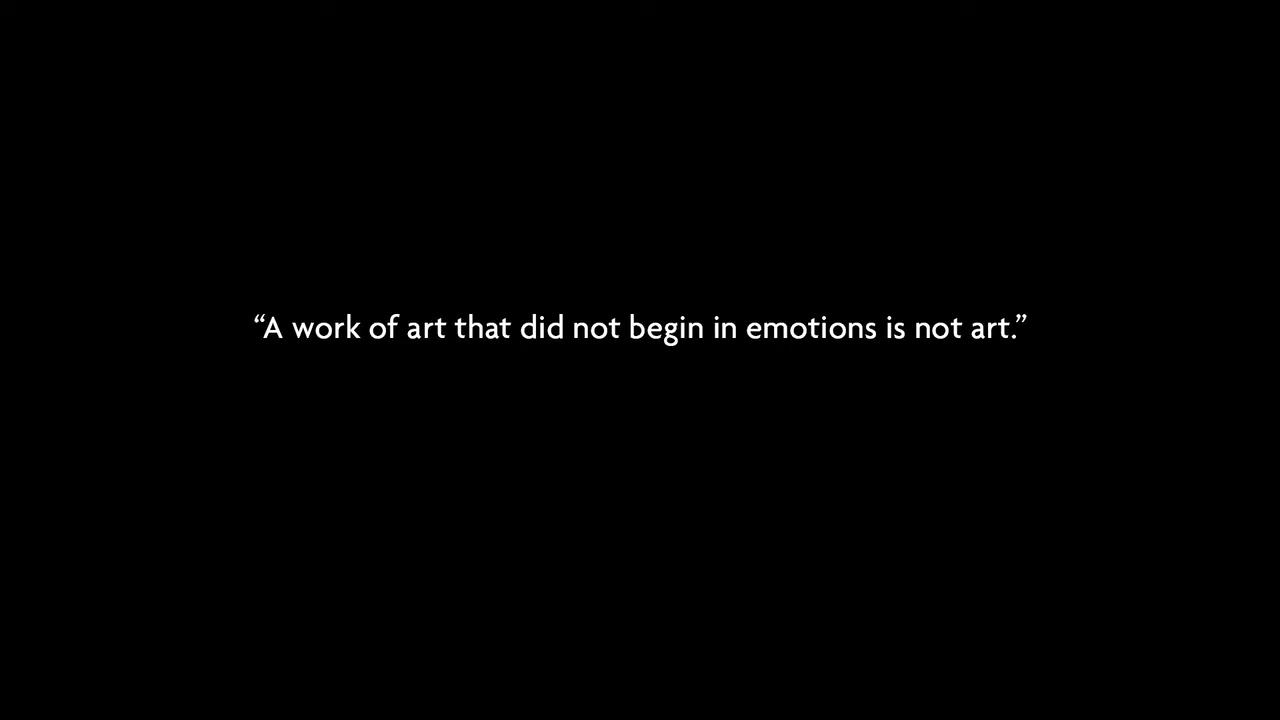 “A work of art that did not begin in emotions is not art.”